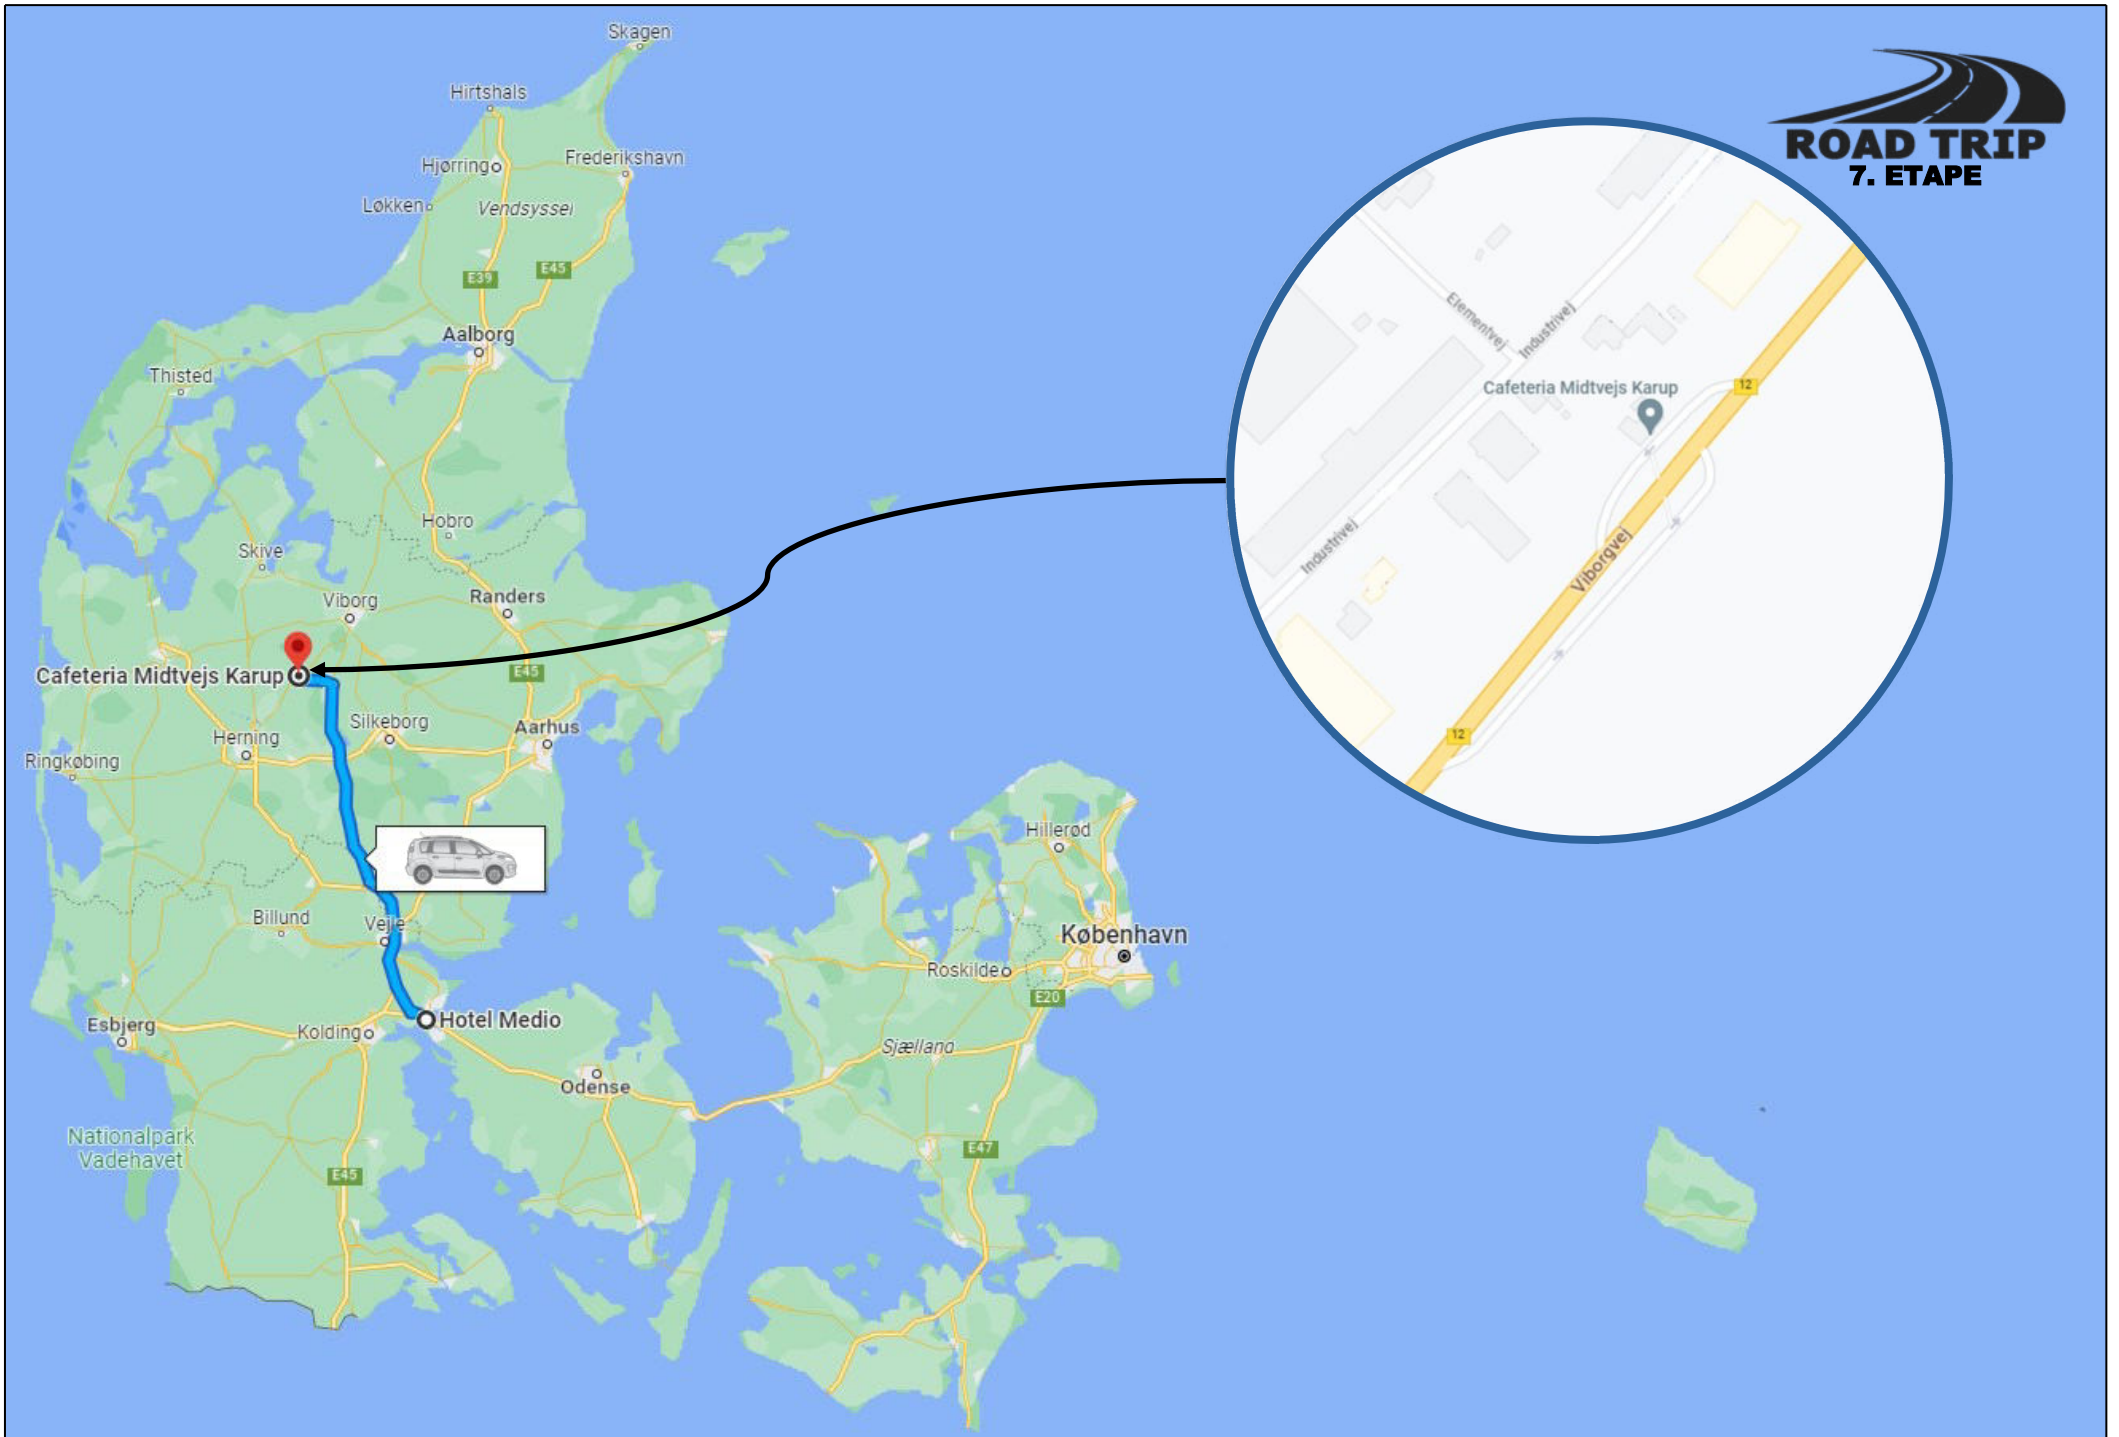 Skagen
Hirtshals
Hjørring
Frederikshavn
Løkken
Vendsyssel
E39
E45
Aalborg
Thisted
Hobro
Skive
Viborg
Randers
Cafeteria Midtvejs Karup
E45
Silkeborg
Aarhus
Herning
Ringkøbing
Billund
Vejle
Hotel Medio
Esbjerg
Kolding
Odense
Nationalpark
Vadehavet
E45
Hillerød
København
Roskilde
E20
Sjælland
E47
ROAD TRIP
7. ETAPE
Elementvej
Industrivej
Cafeteria Midtvejs Karup
12
Industrivej
Viborgvej
12